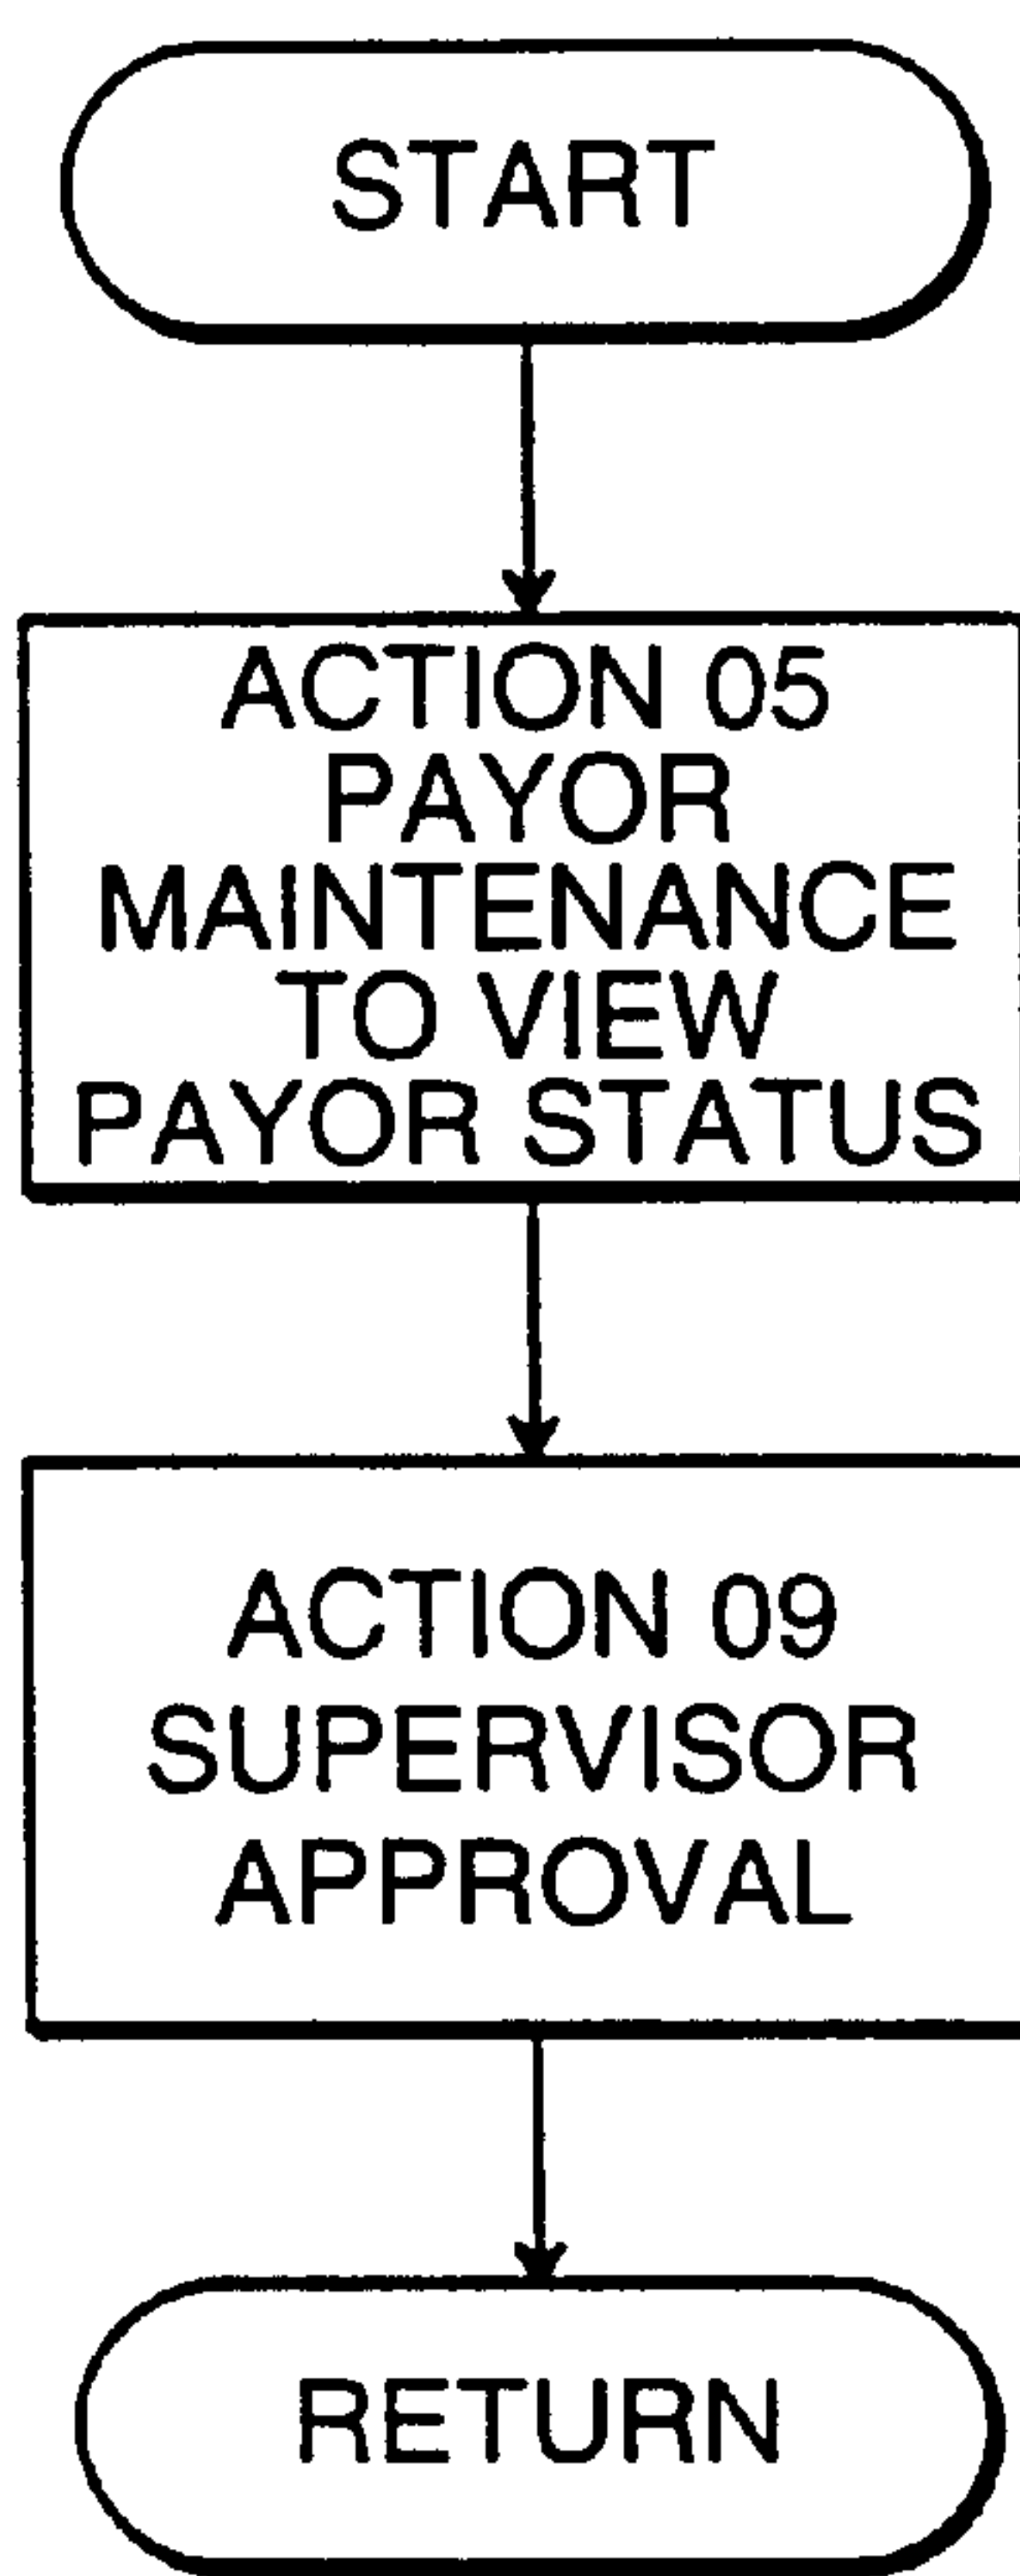 START
ACTION 05
PAYOR
MAINTENANCE
TO VIEW
PAYOR STATUS
ACTION 09
SUPERVISOR
APPROVAL
RETURN